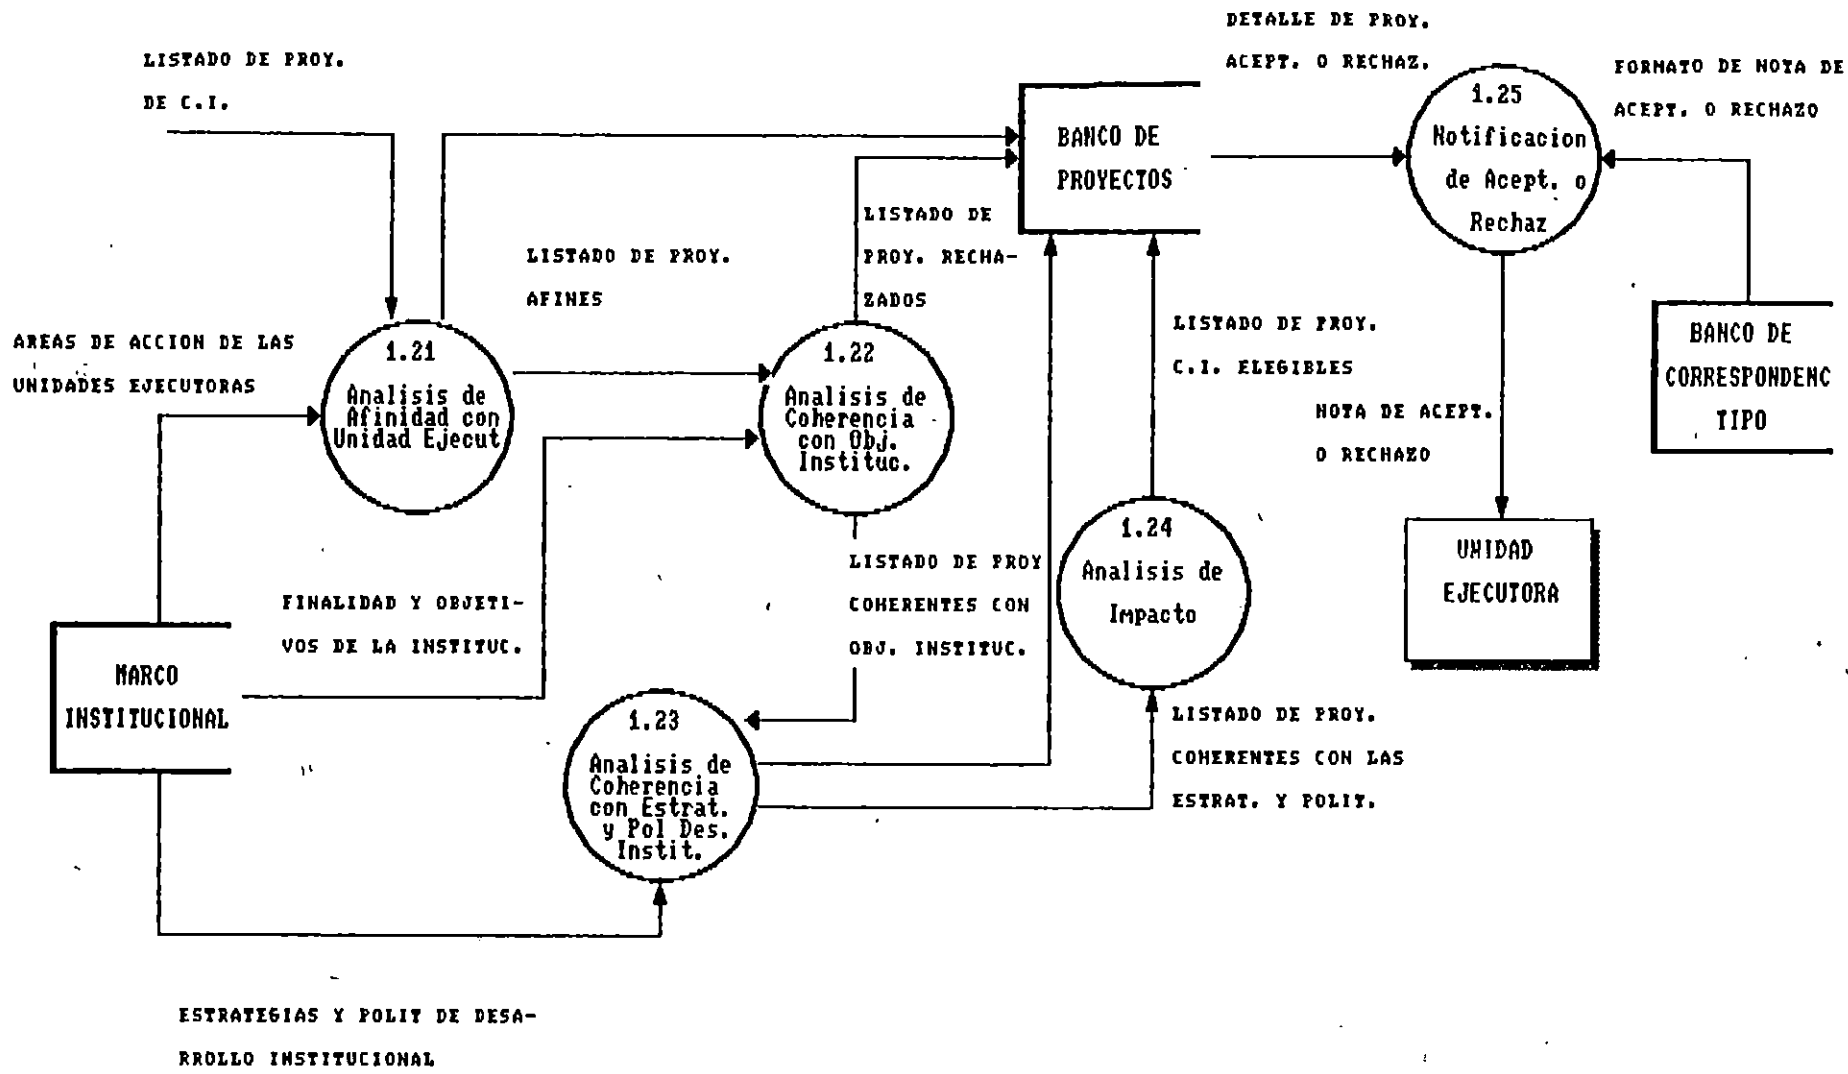 DETALLE DE PROY.
ACEPT. O RECHAZ.
LISTADO DE PROY.
DE C.I.
FORMATO DE NOTA DE
ACEPT. O RECHAZO
1.25
Notificacion
de Acept. o
Rechaz
BANCO DE
PROYECTOS
LISTADO DE
PROY. RECHA-
ZADOS
LISTADO DE PROY.
AFINES
AREAS DE ACCION DE LAS
UNIDADES EJECUTORAS
1.21
Analisis de
Afinidad con
Unidad Ejecut
1.22
Analisis de
Coherencia
con Obj.
Instituc.
LISTADO DE PROY.
C.I. ELEGIBLES
BANCO DE
CORRESPONDENC
TIPO
NOTA DE ACEPT.
O RECHAZO
1.24
Analisis de
Impacto
UNIDAD
EJECUTORA
LISTADO DE PROY
COHERENTES CON
OBJ. INSTITUC.
FINALIDAD Y OBJETI-
VOS DE LA INSTITUC.
MARCO
INSTITUCIONAL
1.23
Analisis de
Coherencia
con Estrat.
y Pol Des.
Instit.
LISTADO DE PROY.
COHERENTES CON LAS
ESTRAT. Y POLIT.
ESTRATEGIAS Y POLIT DE DESA-
RROLLO INSTITUCIONAL